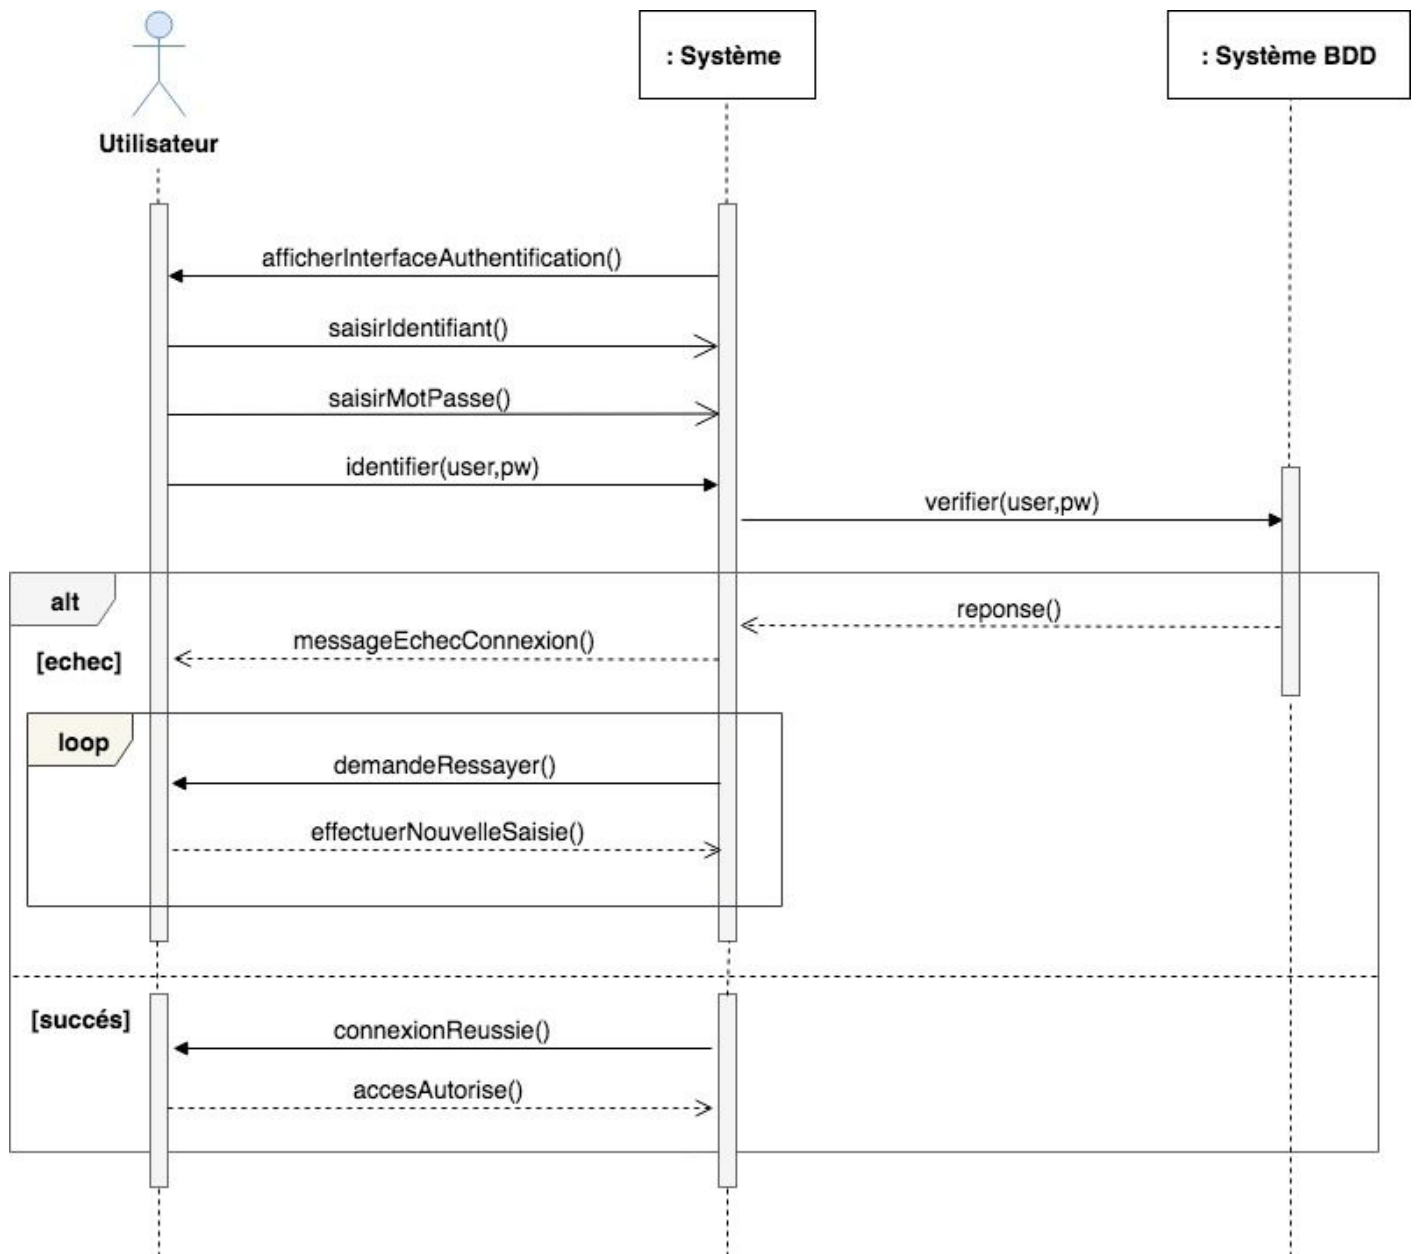 Utilisateur
: Système
: Système BDD
afficherInterfaceAuthentification()
saisirIdentifiant()
saisirMotPasse()
identifier(user,pw)
verifier(user,pw)
alt
reponse()
messageEchecConnexion()
[echec]
loop
demandeRessayer()
effectuerNouvelleSaisie()
[succés]
connexionReussie()
accesAutorise()